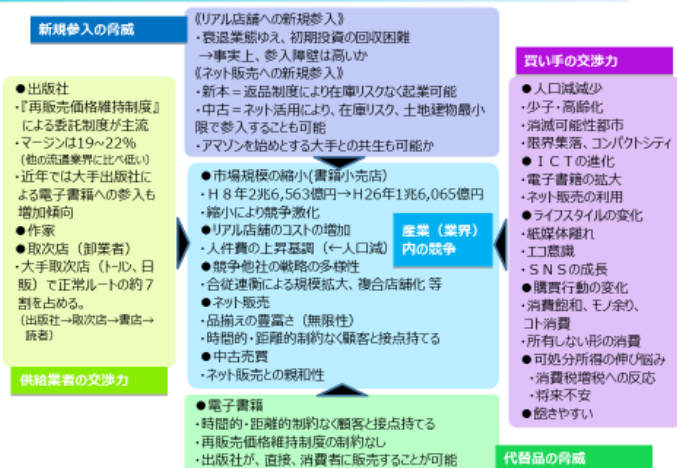 新規参入の脅威
《リアル店舗への新規参入》
・衰退業態ゆえ、初期投資の回収困難
→事実上、参入障壁は高いか
《ネット販売への新規参入》
・新本＝返品制度により在庫リスクなく起業可能
・中古＝ネット活用により、在庫リスク、土地建物最小
限で参入することも可能
・アマゾンを始めとする大手との共生も可能か
●出版社
・『再販売価格維持制度』
による委託制度が主流
・マージンは19～22%
(他の流通業界に比べ低い)
・近年では大手出版社に
よる電子書籍への参入も
増加傾向
●作家
●取次店（卸業者）
・大手取次店（トーハン、日
販）で正常ルートの約７
割を占める。
(出版社→取次店→書店→
読者)
供給業者の交渉力
●市場規模の縮小(書籍小売店)
・Ｈ８年2兆6,563億円→H26年1兆6,065億円
・縮小により競争激化
●リアル店舗のコストの増加
・人件費の上昇基調（←人口減）
●競争他社の戦略の多様性
・合従連衡による規模拡大、複合店舗化 等
●ネット販売
・品揃えの豊富さ（無限性）
・時間的・距離的制約なく顧客と接点持てる
●中古売買
・ネット販売との親和性
産業（業界）
内の競争
買い手の交渉力
●人口減減少
・少子・高齢化
・消滅可能性都市
・限界集落、コンパクトシティ
●ＩＣＴの進化
・電子書籍の拡大
・ネット販売の利用
●ライフスタイルの変化
・紙媒体離れ
・エコ意識
・ＳＮＳの成長
●購買行動の変化
・消費飽和、モノ余り、
コト消費
・所有しない形の消費
●可処分所得の伸び悩み
・消費税増税への反応
・将来不安
●飽きやすい
●電子書籍
・時間的・距離的制約なく顧客と接点持てる
・再販売価格維持制度の制約なし
・出版社が、直接、消費者に販売することが可能
代替品の脅威